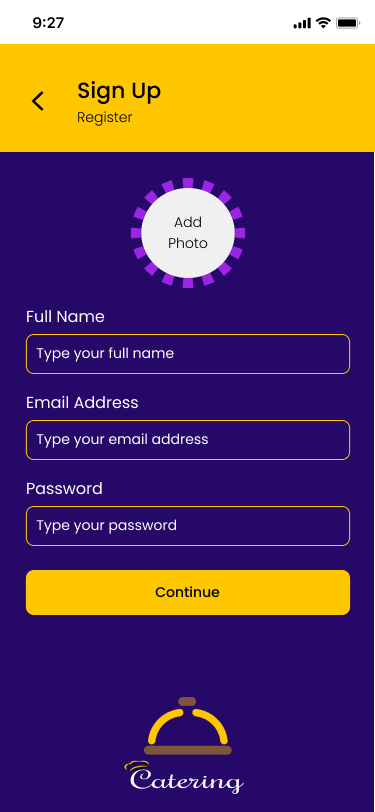 9:27
Sign Up
Register
Add
Photo
Full Name
Type your full name
Email Address
Type your email address
Password
Type your password
Continue
Catering